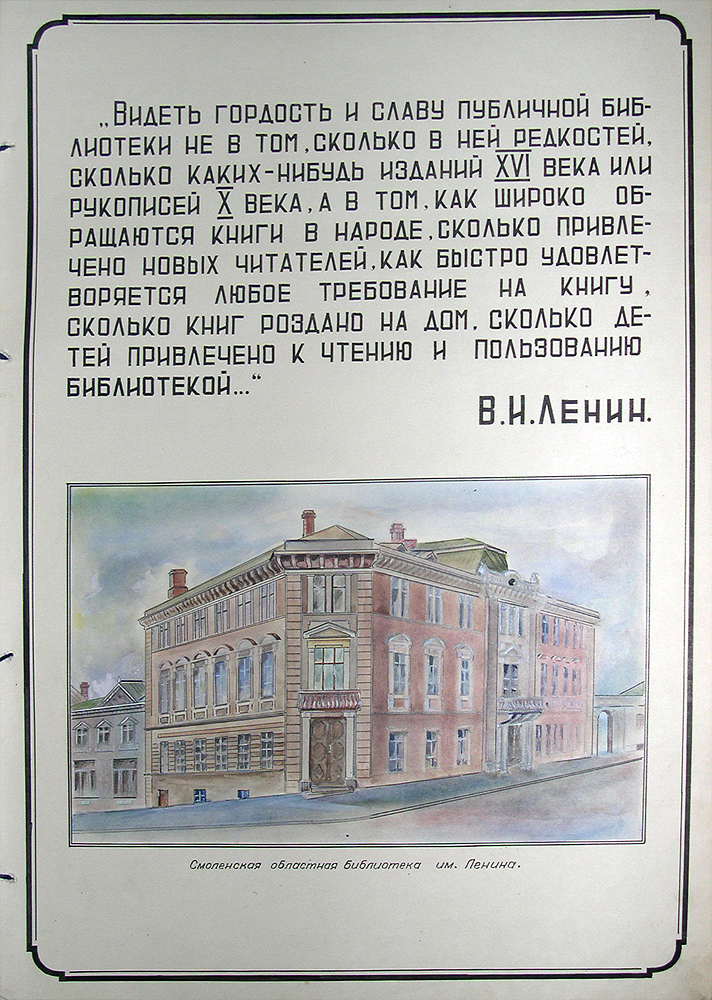 „Видеть гордость и славу публичной биб-
лиотеки не в том, сколько в ней редкостей,
сколько каких-нибудь изданий XVI века или
рукописей X века, а в том, как широко об-
ращаются книги в народе, сколько привле-
чено новых читателей, как быстро удовлет-
воряется любое требование на книгу,
сколько книг роздано на дом, сколько де-
тей привлечено к чтению и пользованию
библиотекой..."
В.И.Ленин.
Смоленская областная библиотека им. Ленина.